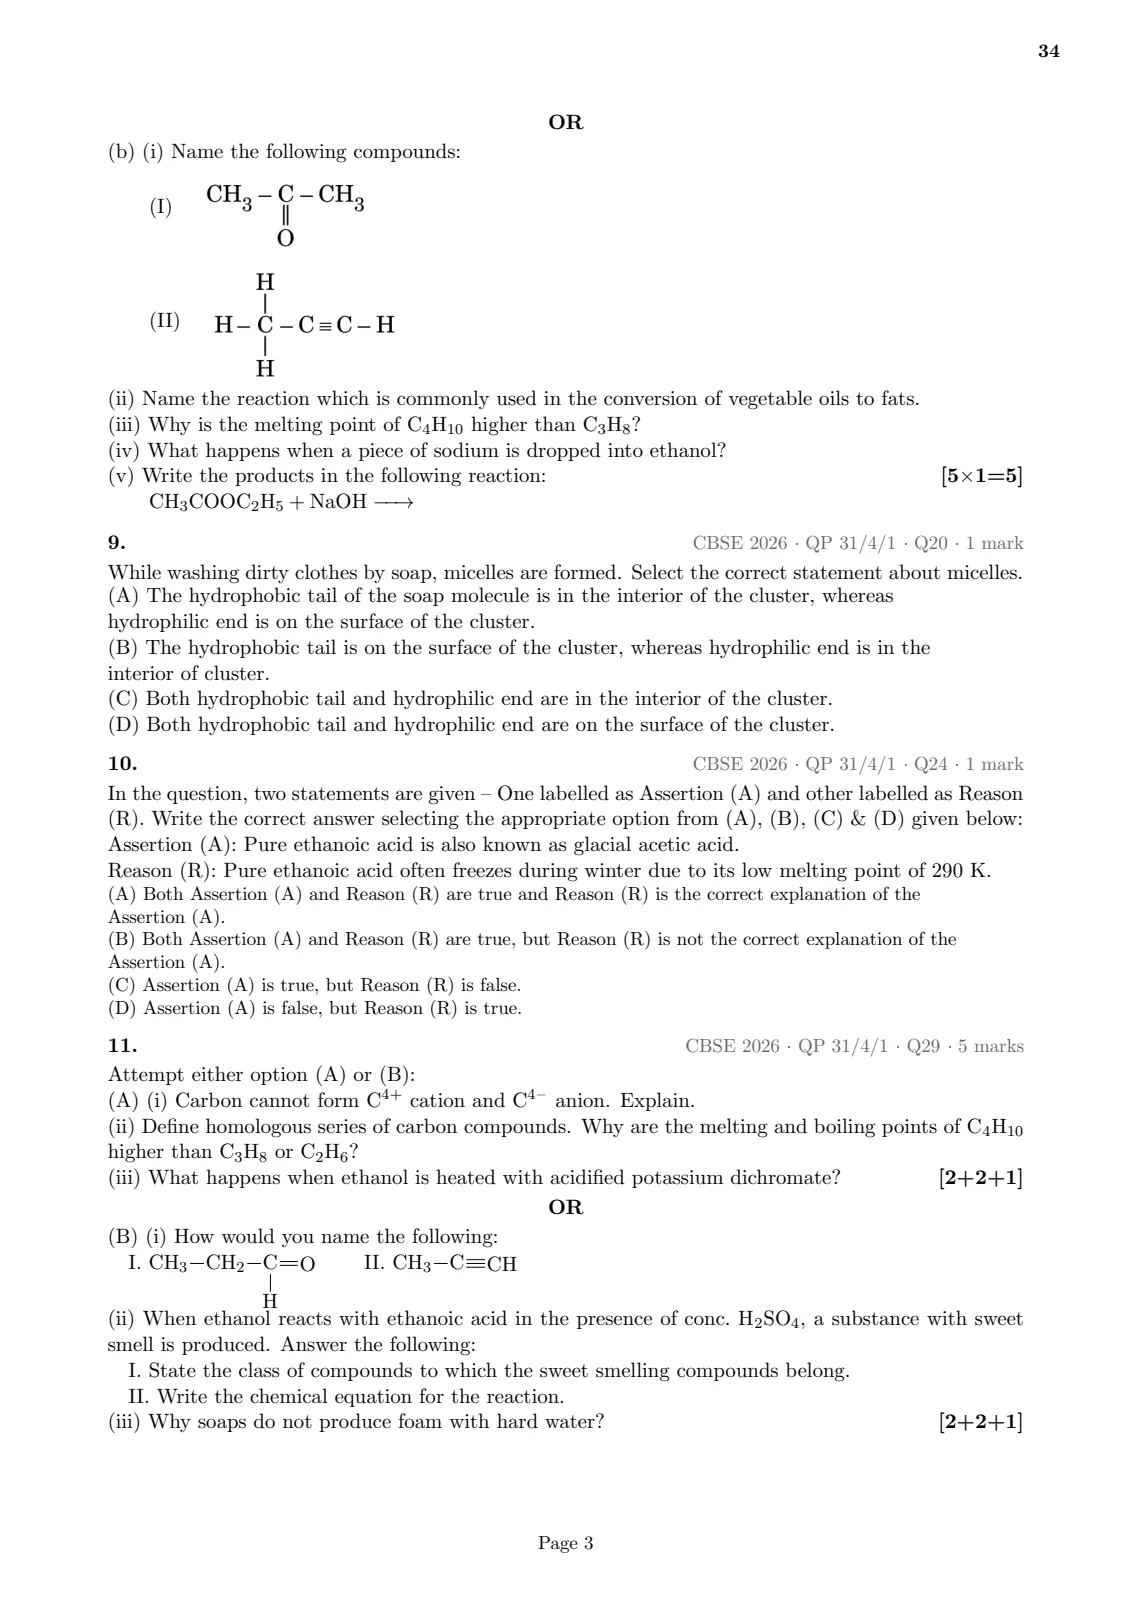 34
OR
(b) (i) Name the following compounds:
(I) CH₃ – C – CH₃
||
O
H
|
(II) H – C – C ≡ C – H
|
H
(ii) Name the reaction which is commonly used in the conversion of vegetable oils to fats.
(iii) Why is the melting point of C₄H₁₀ higher than C₃H₈?
(iv) What happens when a piece of sodium is dropped into ethanol?
(v) Write the products in the following reaction: [5×1=5]
CH₃COOC₂H₅ + NaOH ⟶
9. CBSE 2026 · QP 31/4/1 · Q20 · 1 mark
While washing dirty clothes by soap, micelles are formed. Select the correct statement about micelles.
(A) The hydrophobic tail of the soap molecule is in the interior of the cluster, whereas
hydrophilic end is on the surface of the cluster.
(B) The hydrophobic tail is on the surface of the cluster, whereas hydrophilic end is in the
interior of cluster.
(C) Both hydrophobic tail and hydrophilic end are in the interior of the cluster.
(D) Both hydrophobic tail and hydrophilic end are on the surface of the cluster.
10. CBSE 2026 · QP 31/4/1 · Q24 · 1 mark
In the question, two statements are given – One labelled as Assertion (A) and other labelled as Reason
(R). Write the correct answer selecting the appropriate option from (A), (B), (C) & (D) given below:
Assertion (A): Pure ethanoic acid is also known as glacial acetic acid.
Reason (R): Pure ethanoic acid often freezes during winter due to its low melting point of 290 K.
(A) Both Assertion (A) and Reason (R) are true and Reason (R) is the correct explanation of the
Assertion (A).
(B) Both Assertion (A) and Reason (R) are true, but Reason (R) is not the correct explanation of the
Assertion (A).
(C) Assertion (A) is true, but Reason (R) is false.
(D) Assertion (A) is false, but Reason (R) is true.
11. CBSE 2026 · QP 31/4/1 · Q29 · 5 marks
Attempt either option (A) or (B):
(A) (i) Carbon cannot form C⁴⁺ cation and C⁴⁻ anion. Explain.
(ii) Define homologous series of carbon compounds. Why are the melting and boiling points of C₄H₁₀
higher than C₃H₈ or C₂H₆?
(iii) What happens when ethanol is heated with acidified potassium dichromate? [2+2+1]
OR
(B) (i) How would you name the following:
I. CH₃−CH₂−C=O II. CH₃−C≡CH
|
H
(ii) When ethanol reacts with ethanoic acid in the presence of conc. H₂SO₄, a substance with sweet
smell is produced. Answer the following:
I. State the class of compounds to which the sweet smelling compounds belong.
II. Write the chemical equation for the reaction.
(iii) Why soaps do not produce foam with hard water? [2+2+1]
Page 3